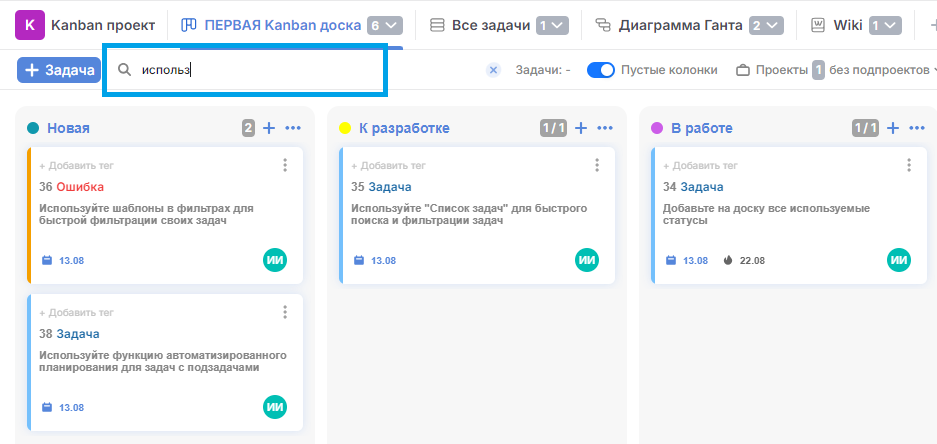 K Kanban проект ПЕРВАЯ Kanban доска 6 Все задачи 1 Диаграмма Ганта 2 Wiki 1
+ Задача использ Задачи: - Пустые колонки Проекты 1 без подпроектов
Новая 2 + ...
+ Добавить тег
36 Ошибка
Используйте шаблоны в фильтрах для
быстрой фильтрации своих задач
13.08 ИИ
+ Добавить тег
38 Задача
Используйте функцию автоматизированного
планирования для задач с подзадачами
13.08 ИИ
К разработке 1 / 1 + ...
+ Добавить тег
35 Задача
Используйте "Список задач" для быстрого
поиска и фильтрации задач
13.08 ИИ
В работе 1 / 1 + ...
+ Добавить тег
34 Задача
Добавьте на доску все используемые
статусы
13.08 22.08 ИИ